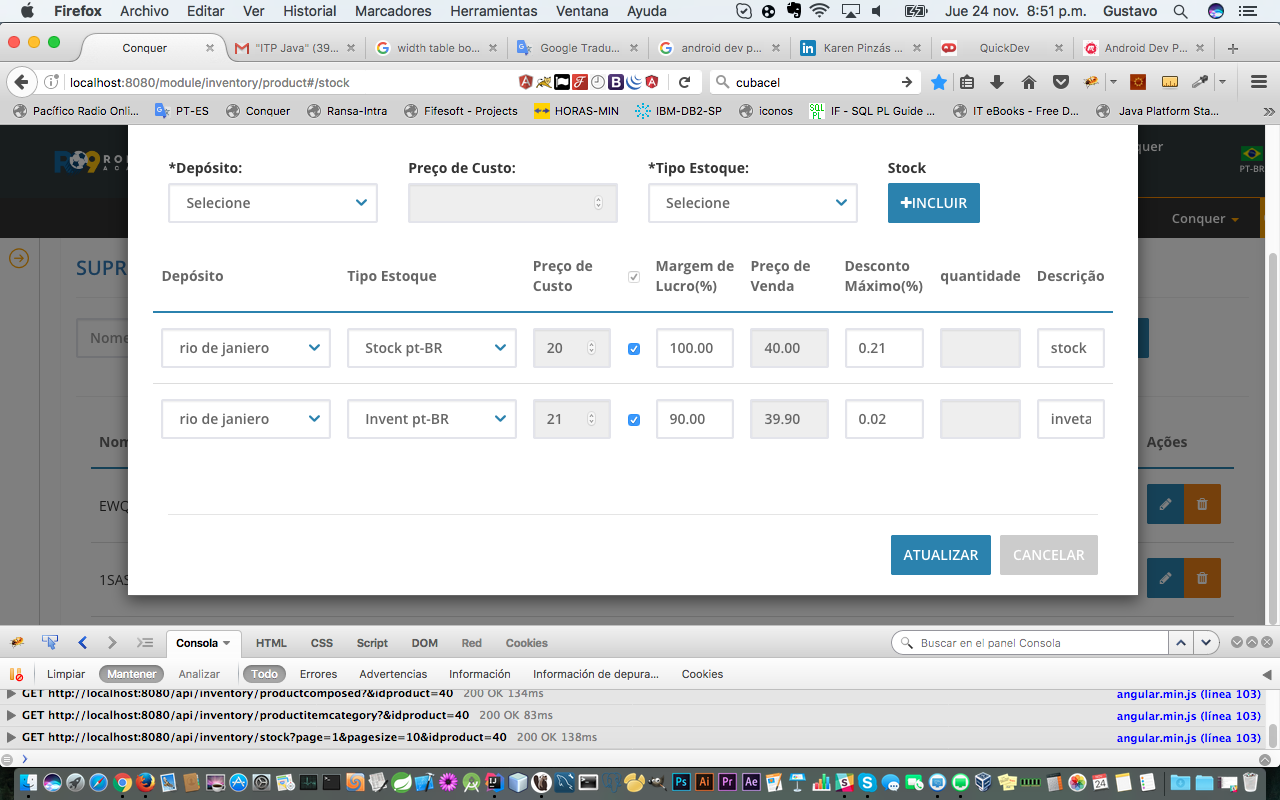 Firefox Archivo Editar Ver Historial Marcadores Herramientas Ventana Ayuda Jue 24 nov. 8:51 p.m. Gustavo
Conquer "ITP Java" (39... width table bo... Google Tradu... android dev p... Karen Pinzás ... QuickDev Android Dev P...
localhost:8080/module/inventory/product#/stock cubacel
Pacífico Radio Onli... PT-ES Conquer Ransa-Intra Fifesoft - Projects HORAS-MIN IBM-DB2-SP iconos IF - SQL PL Guide ... IT eBooks - Free D... Java Platform Sta...
quer
PT-BR
*Depósito: Preço de Custo: *Tipo Estoque: Stock
Selecione Selecione INCLUIR
Conquer
SUPR
Depósito Tipo Estoque Preço de Custo Margem de Lucro(%) Preço de Venda Desconto Máximo(%) quantidade Descrição
Nome
rio de janiero Stock pt-BR 20 100.00 40.00 0.21 stock
rio de janiero Invent pt-BR 21 90.00 39.90 0.02 inveta
Nom Ações
EWQ
ATUALIZAR CANCELAR
1SAS
Consola HTML CSS Script DOM Red Cookies Buscar en el panel Consola
Limpiar Mantener Analizar Todo Errores Advertencias Información Información de depura... Cookies
GET http://localhost:8080/api/inventory/productcomposed?&idproduct=40 200 OK 134ms angular.min.js (línea 103)
GET http://localhost:8080/api/inventory/productitemcategory?&idproduct=40 200 OK 83ms angular.min.js (línea 103)
GET http://localhost:8080/api/inventory/stock?page=1&pagesize=10&idproduct=40 200 OK 138ms angular.min.js (línea 103)